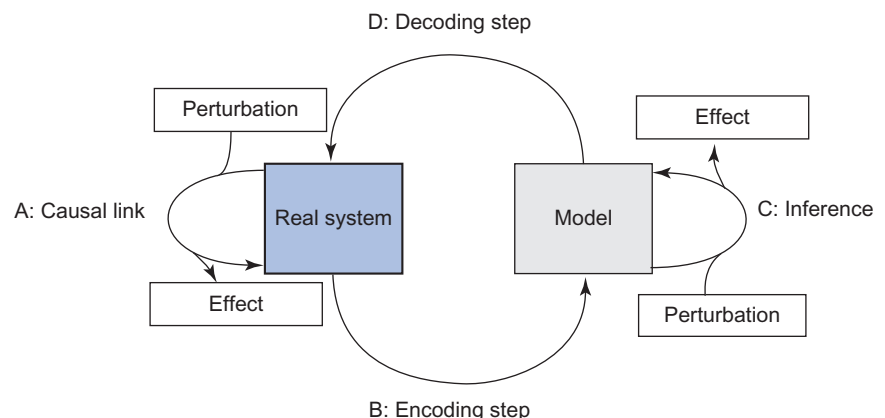 D: Decoding step
Perturbation
Effect
A: Causal link
Real system
Model
C: Inference
Effect
Perturbation
B: Encoding step